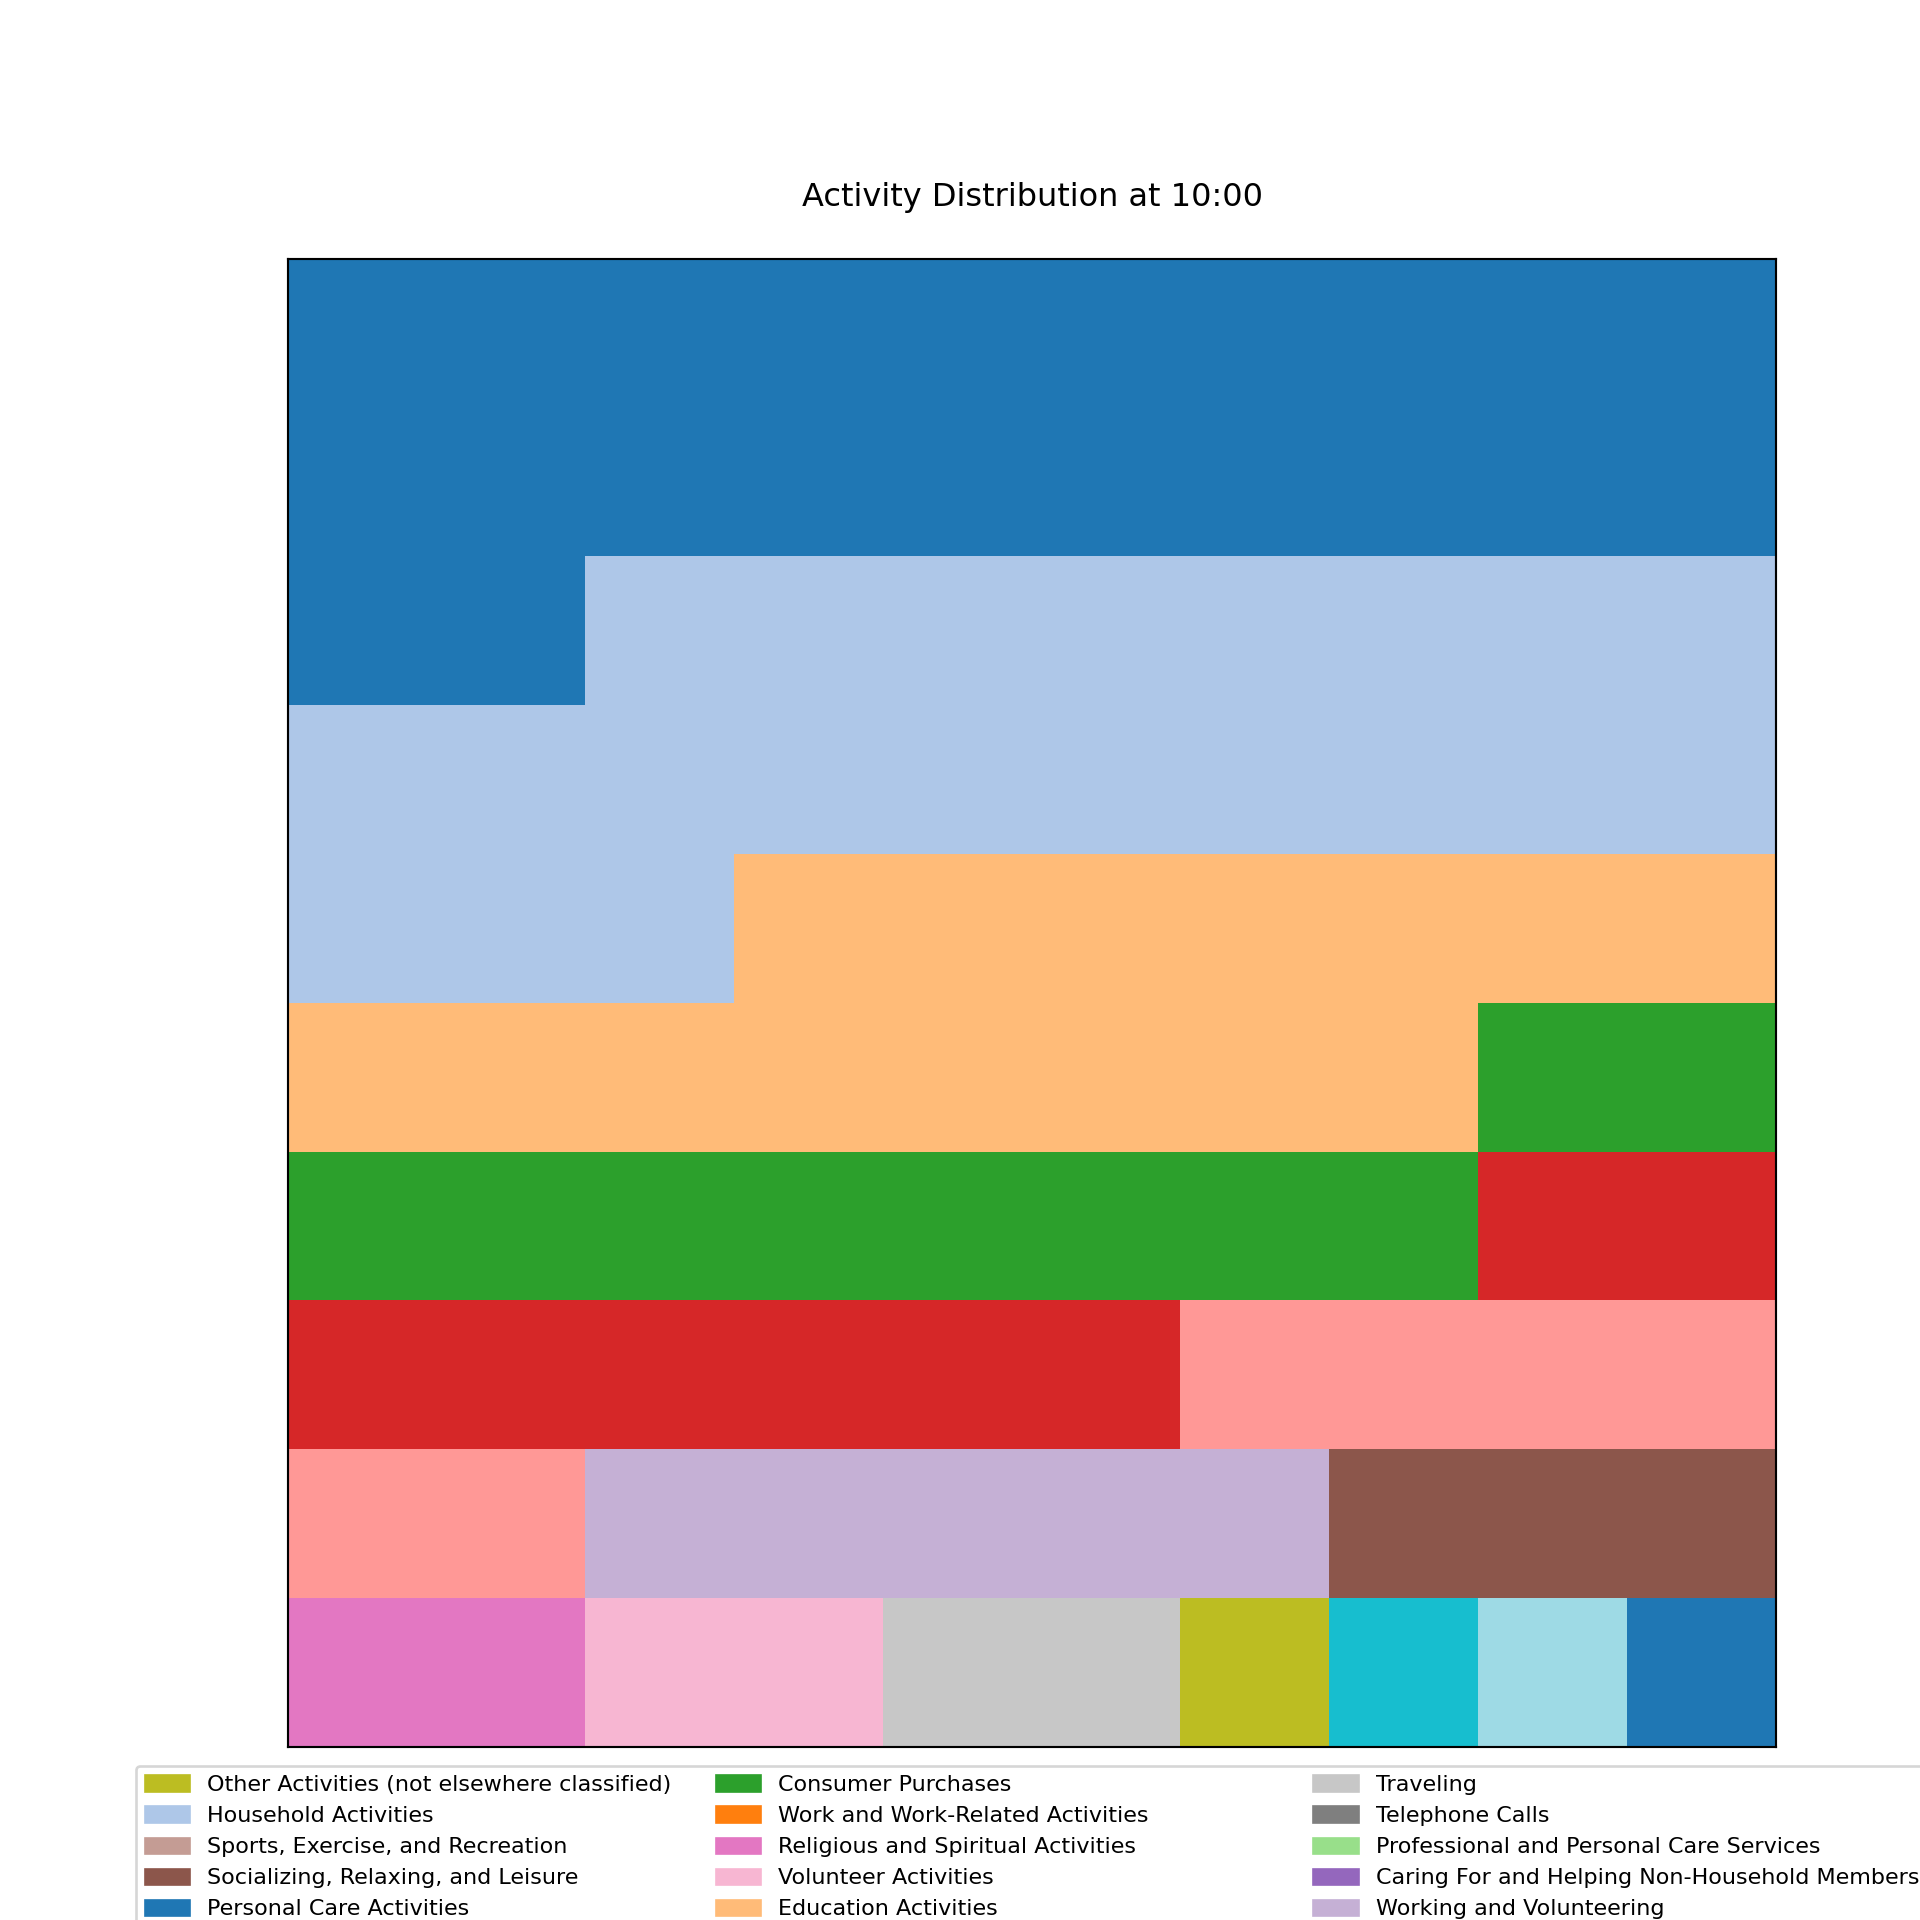 Activity Distribution at 10:00
Other Activities (not elsewhere classified)
Household Activities
Sports, Exercise, and Recreation
Socializing, Relaxing, and Leisure
Personal Care Activities
Consumer Purchases
Work and Work-Related Activities
Religious and Spiritual Activities
Volunteer Activities
Education Activities
Traveling
Telephone Calls
Professional and Personal Care Services
Caring For and Helping Non-Household Members
Working and Volunteering